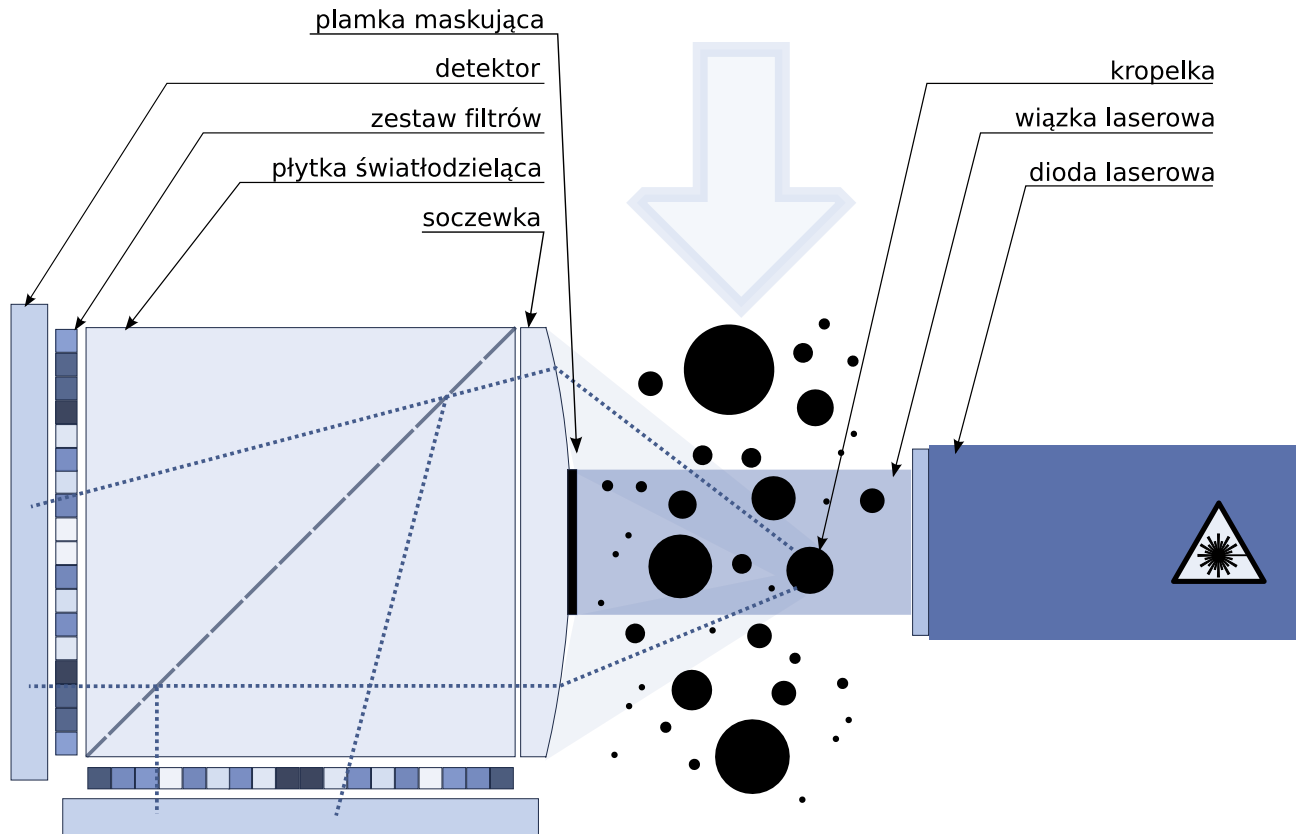 plamka maskująca
detektor
zestaw filtrów
płytka światłodzieląca
soczewka
kropelka
wiązka laserowa
dioda laserowa